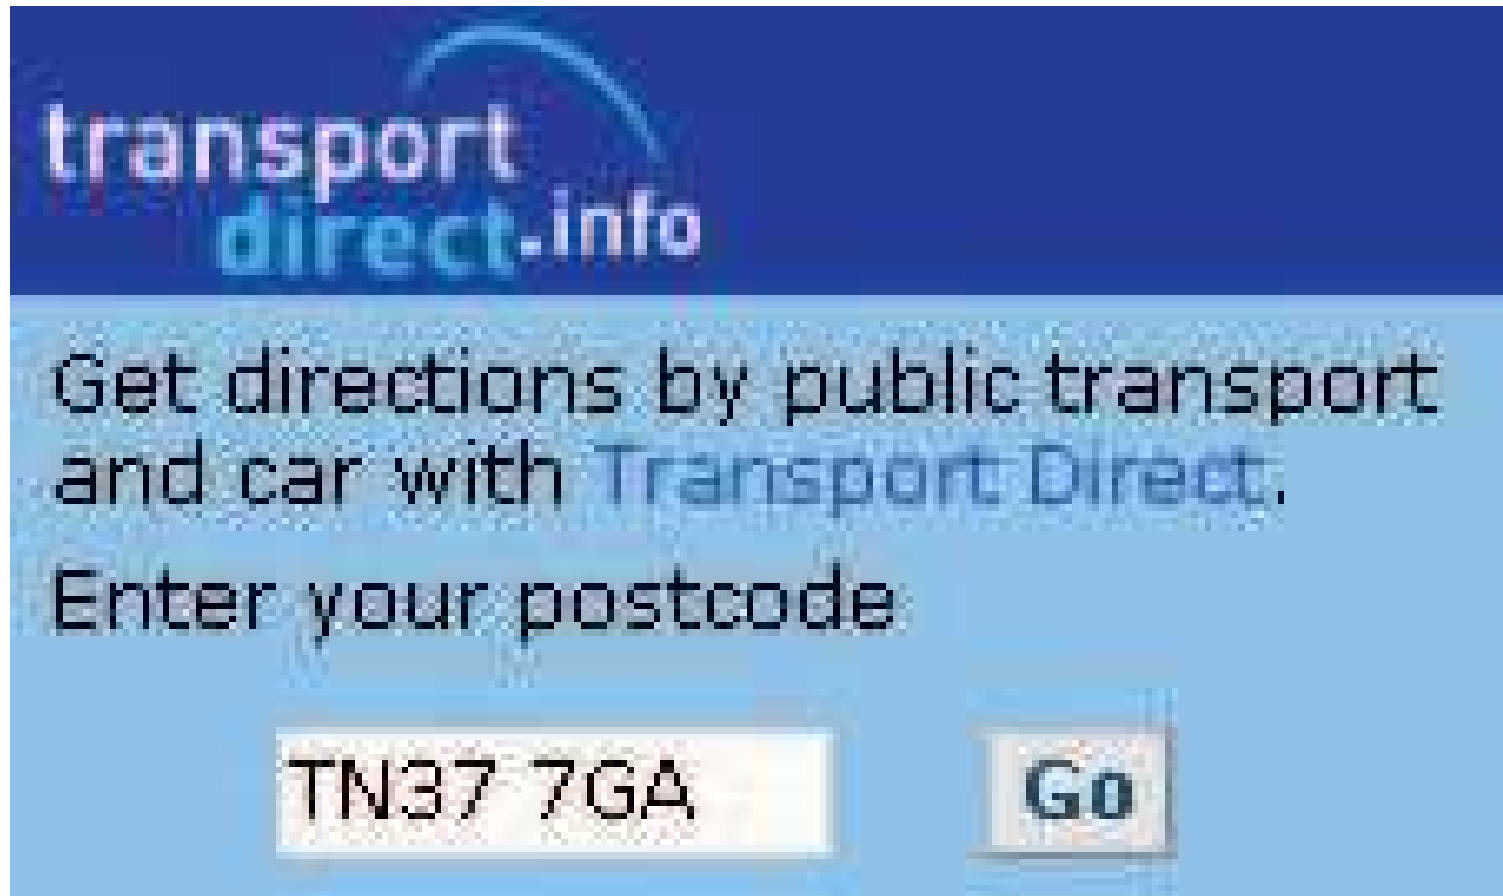 transport
direct.info
Get directions by public transport
and car with Transport Direct.
Enter your postcode
TN37 7GA
Go